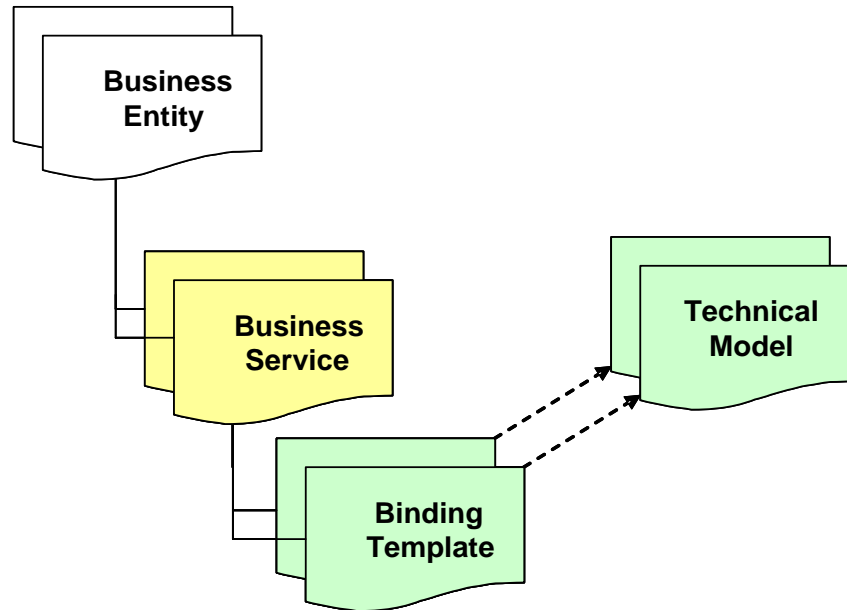 Business
Entity
Business
Service
Technical
Model
Binding
Template